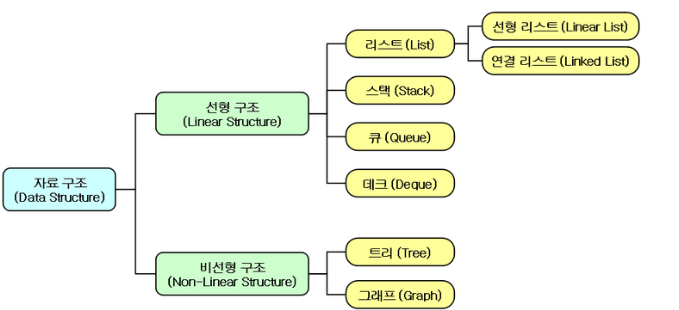 자료 구조
(Data Structure)
선형 구조
(Linear Structure)
리스트 (List)
선형 리스트 (Linear List)
연결 리스트 (Linked List)
스택 (Stack)
큐 (Queue)
데크 (Deque)
비선형 구조
(Non-Linear Structure)
트리 (Tree)
그래프 (Graph)